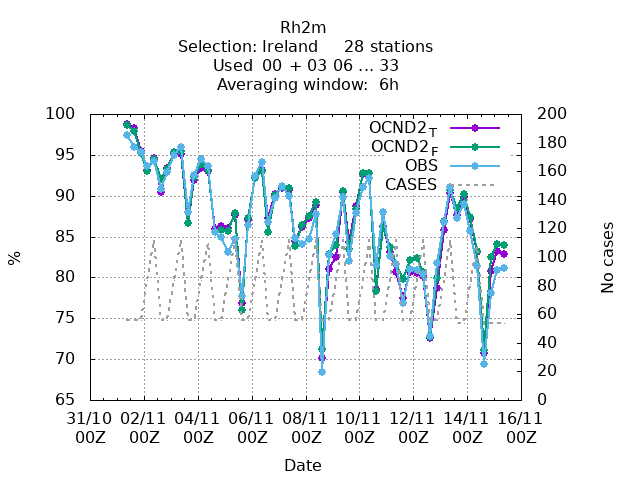 Rh2m
Selection: Ireland 28 stations
Used 00 + 03 06 ... 33
Averaging window: 6h
100
95
90
85
80
75
70
65
%
200
180
160
140
120
100
80
60
40
20
0
No cases
OCND2T
OCND2F
OBS
CASES
31/10 02/11 04/11 06/11 08/11 10/11 12/11 14/11 16/11
00Z 00Z 00Z 00Z 00Z 00Z 00Z 00Z 00Z
Date